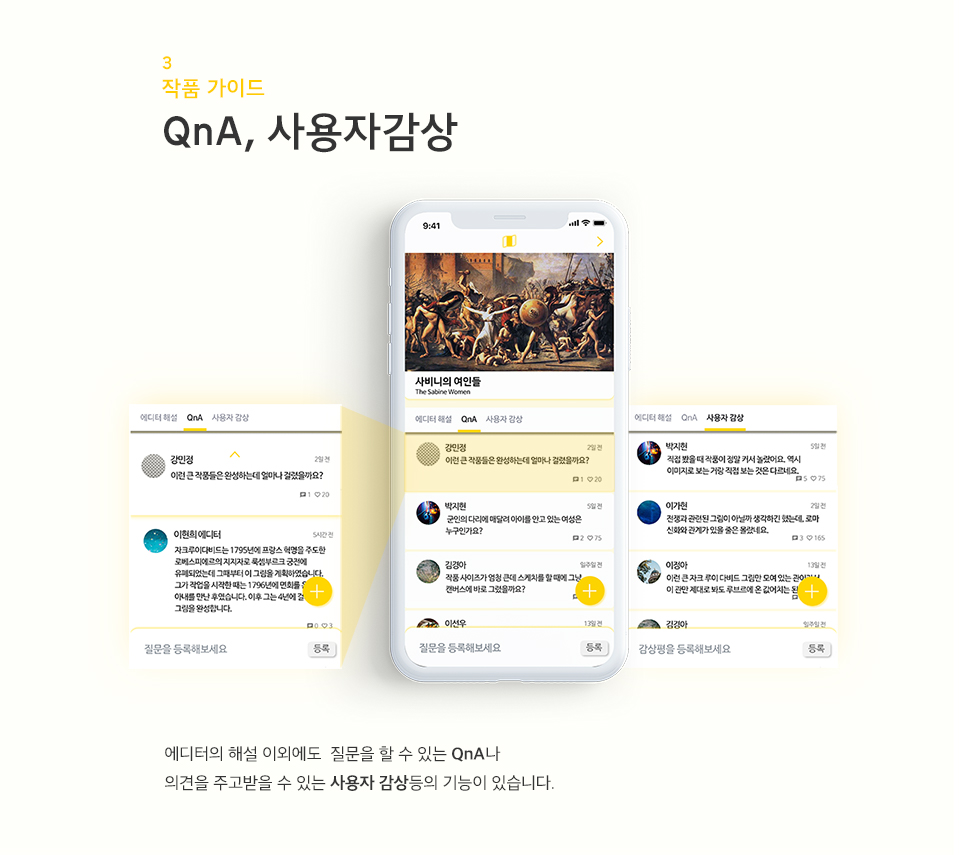 3
작품 가이드
QnA, 사용자감상
9:41
사비니의 여인들
The Sabine Women
에디터 해설 QnA 사용자 감상
강민정 2일 전
이런 큰 작품들은 완성하는데 얼마나 걸렸을까요?
1 20
이현희 에디터 5시간 전
자크루이다비드는 1795년에 프랑스 혁명을 주도한
로베스피에르의 지지자로 룩셈부르크 궁전에
유폐되었는데 그때부터 이 그림을 계획하였습니다.
그가 작업을 시작한 때는 1796년에 면회를 온
아내를 만난 후였습니다. 이후 그는 4년에 걸
그림을 완성합니다.
0 3
질문을 등록해보세요 등록
에디터 해설 QnA 사용자 감상
강민정 2일 전
이런 큰 작품들은 완성하는데 얼마나 걸렸을까요?
1 20
박지현 5일 전
군인의 다리에 매달려 아이를 안고 있는 여성은
누구인가요?
2 75
김경아 일주일 전
작품 사이즈가 엄청 큰데 스케치를 할 때에 그냥
캔버스에 바로 그렸을까요?
이선우 13일 전
질문을 등록해보세요 등록
에디터 해설 QnA 사용자 감상
박지현 5일 전
직접 봤을 때 작품이 정말 커서 놀랐어요. 역시
이미지로 보는 거랑 직접 보는 것은 다르네요.
5 75
이가현 2일 전
전쟁과 관련된 그림이 아닐까 생각하긴 했는데, 로마
신화와 관계가 있을 줄은 몰랐네요.
3 165
이정아 13일 전
이런 큰 자크 루이 다비드 그림만 모여 있는
이 관만 제대로 봐도 루브르에 온 값어치는
김경아 일주일 전
감상평을 등록해보세요 등록
에디터의 해설 이외에도 질문을 할 수 있는 QnA나
의견을 주고받을 수 있는 사용자 감상등의 기능이 있습니다.